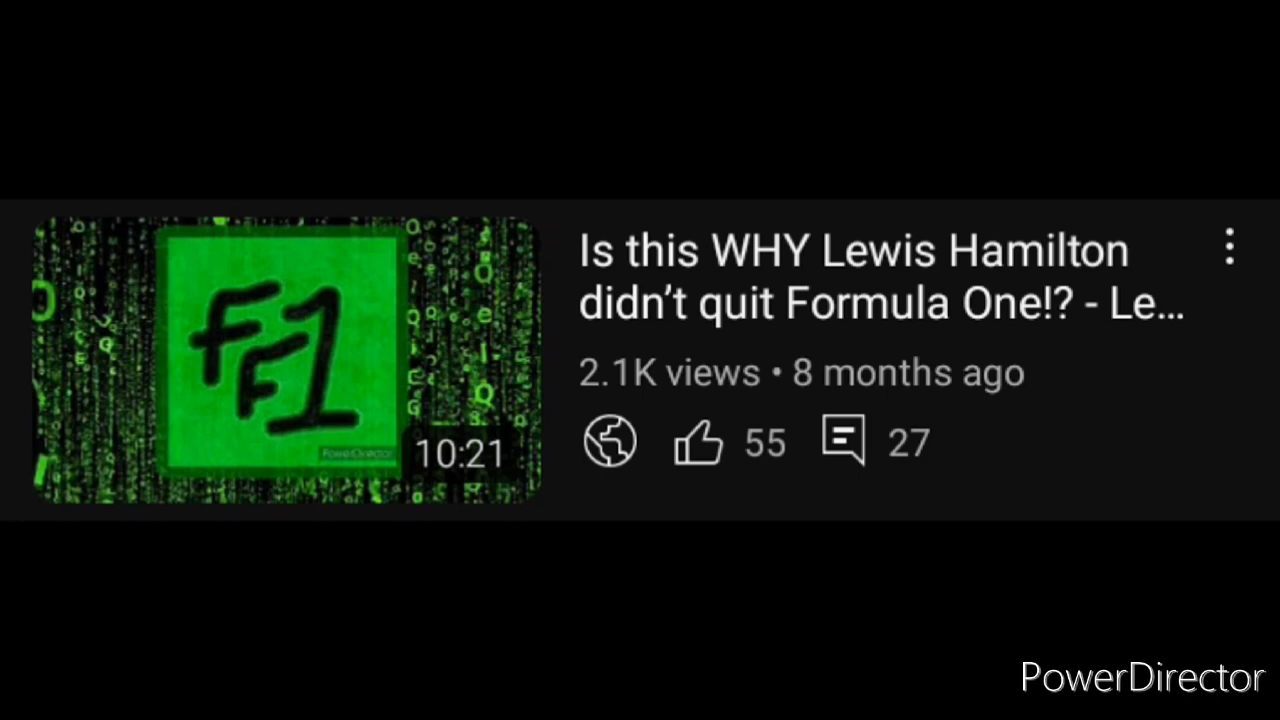 FF1
PowerDirector
10:21
Is this WHY Lewis Hamilton
didn't quit Formula One!? - Le...
2.1K views • 8 months ago
55
27
PowerDirector